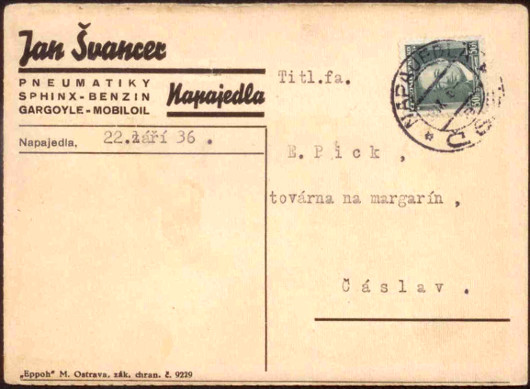 Jan Švancer
PNEUMATIKY
SPHINX-BENZIN
GARGOYLE-MOBILOIL
Napajedla
Napajedla, 22.září 36 .
Titl.fa.
E. Pick ,
továrna na margarín ,
Čáslav .
NAPAJEDLA
„Eppoh" M. Ostrava, zák. chran. č. 9229